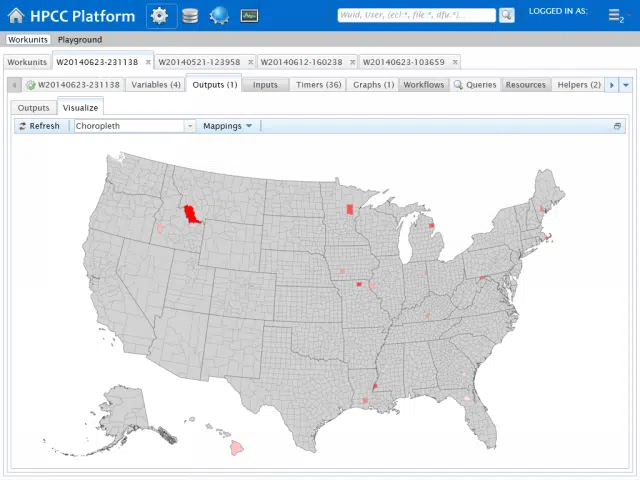 HPCC Platform
Wuid, User, (ecl:*, file:*, dfu:*,...
LOGGED IN AS:
2
Workunits Playground
Workunits W20140623-231138 W20140521-123958 W20140612-160238 W20140623-103659
W20140623-231138 Variables (4) Outputs (1) Inputs Timers (36) Graphs (1) Workflows Queries Resources Helpers (2)
Outputs Visualize
Refresh Choropleth Mappings